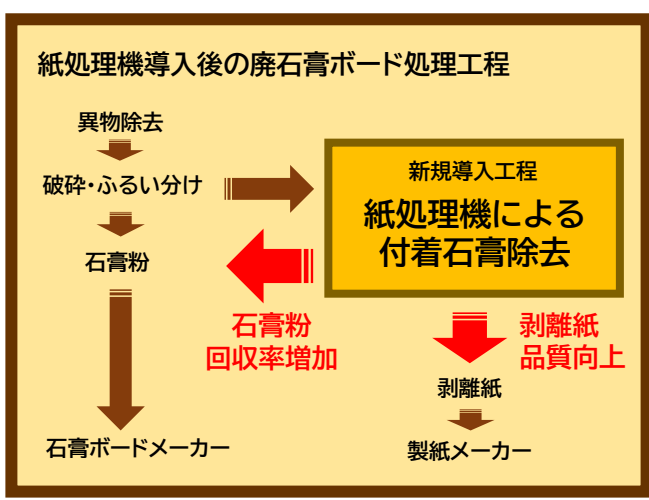 紙処理機導入後の廃石膏ボード処理工程
異物除去
破砕・ふるい分け
石膏粉
石膏ボードメーカー
新規導入工程
紙処理機による
付着石膏除去
石膏粉
回収率増加
剥離紙
品質向上
剥離紙
製紙メーカー